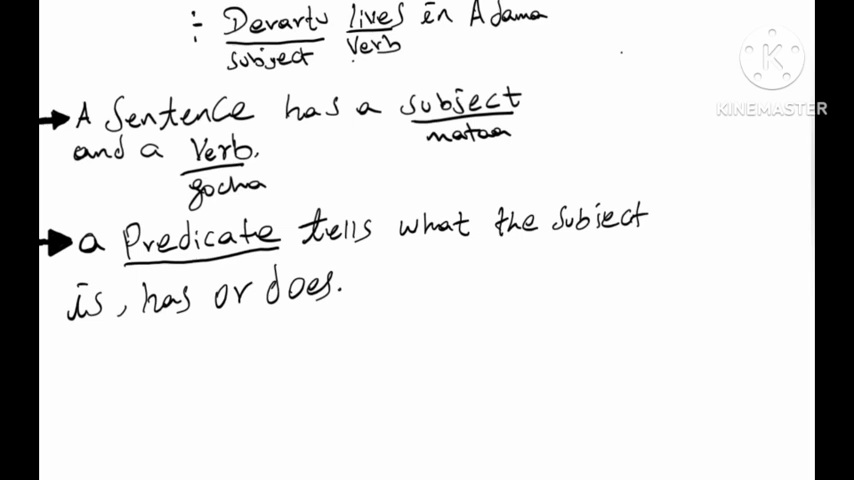 ÷ Derartu lives in Adama
subject verb
→ A sentence has a subject
mataa
and a verb.
gocha
→ a Predicate tells what the subject
is, has or does.
K
KINEMASTER